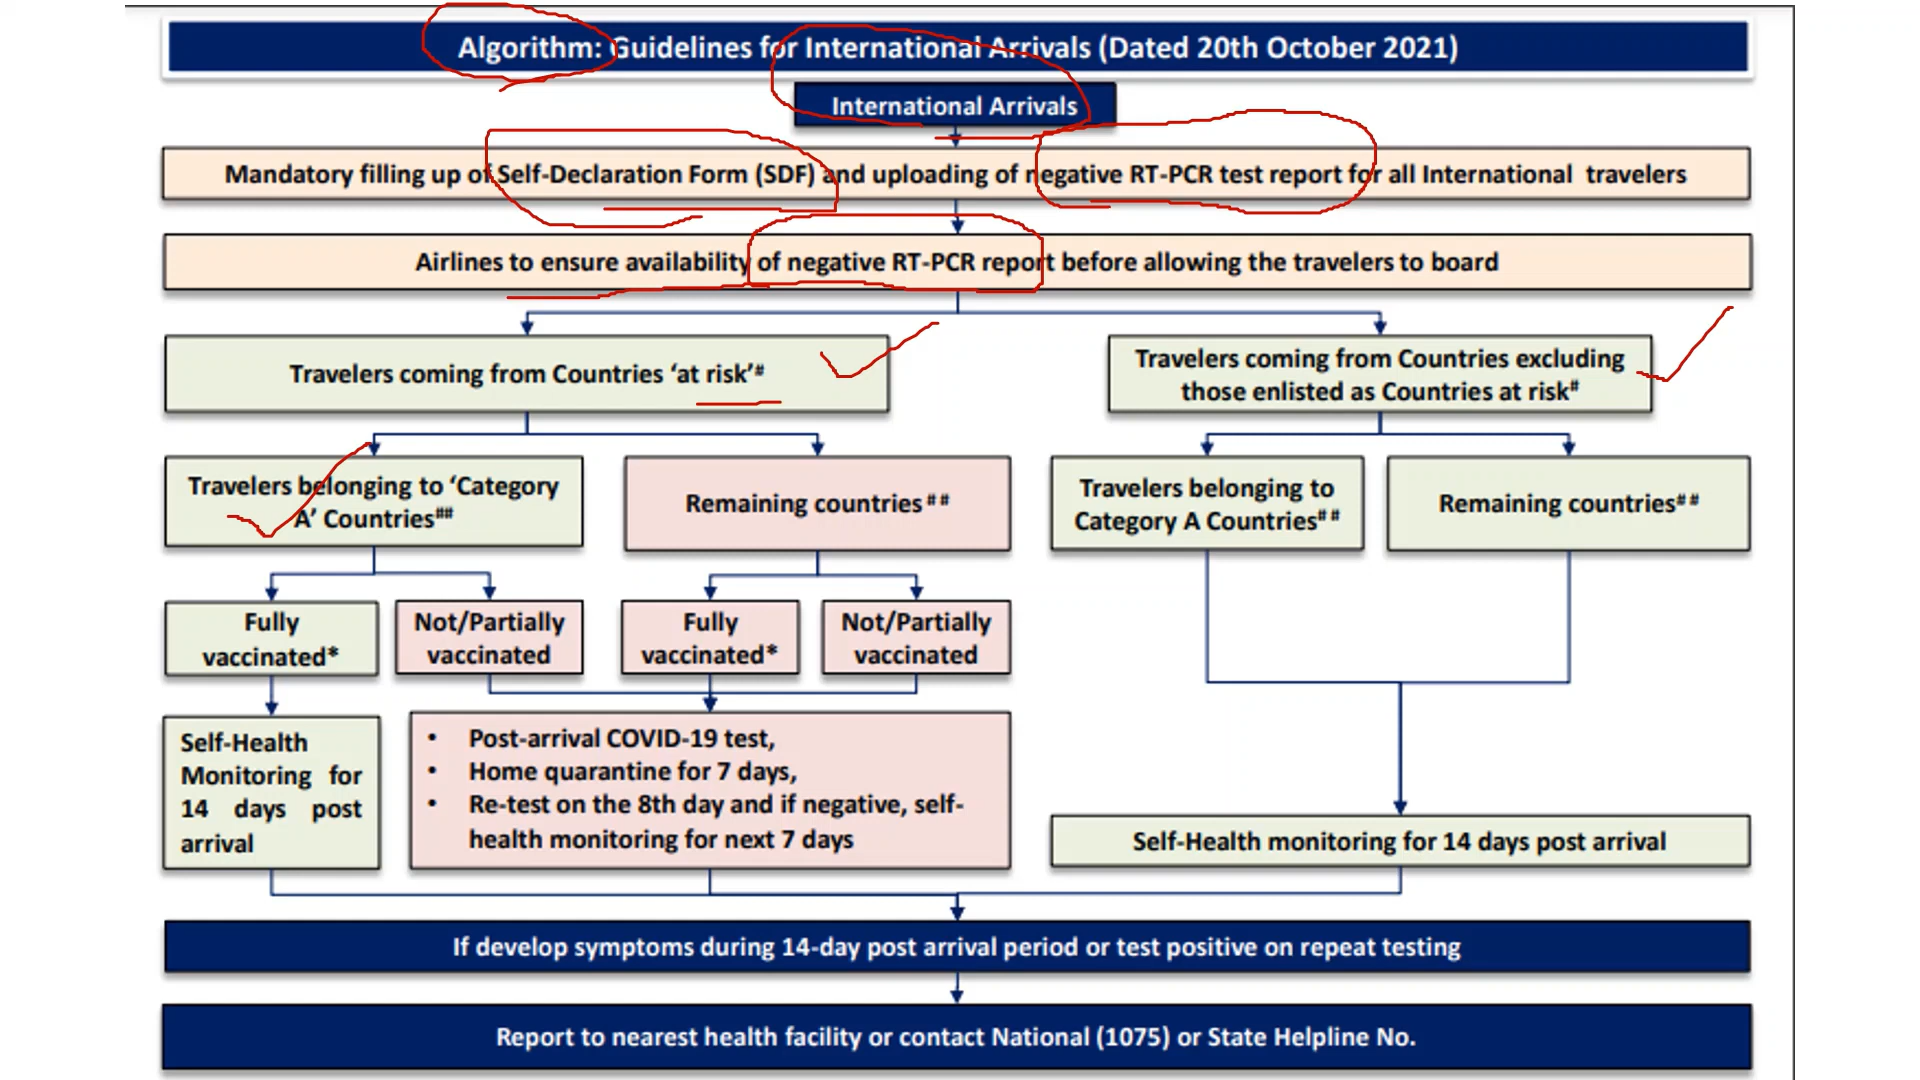 Algorithm: Guidelines for International Arrivals (Dated 20th October 2021)
International Arrivals
Mandatory filling up of Self-Declaration Form (SDF) and uploading of negative RT-PCR test report for all International travelers
Airlines to ensure availability of negative RT-PCR report before allowing the travelers to board
Travelers coming from Countries ‘at risk’#
Travelers coming from Countries excluding
those enlisted as Countries at risk#
Travelers belonging to ‘Category
A’ Countries##
Remaining countries##
Travelers belonging to
Category A Countries##
Remaining countries##
Fully
vaccinated*
Not/Partially
vaccinated
Fully
vaccinated*
Not/Partially
vaccinated
Self-Health
Monitoring for
14 days post
arrival
• Post-arrival COVID-19 test,
• Home quarantine for 7 days,
• Re-test on the 8th day and if negative, self-
health monitoring for next 7 days
Self-Health monitoring for 14 days post arrival
If develop symptoms during 14-day post arrival period or test positive on repeat testing
Report to nearest health facility or contact National (1075) or State Helpline No.